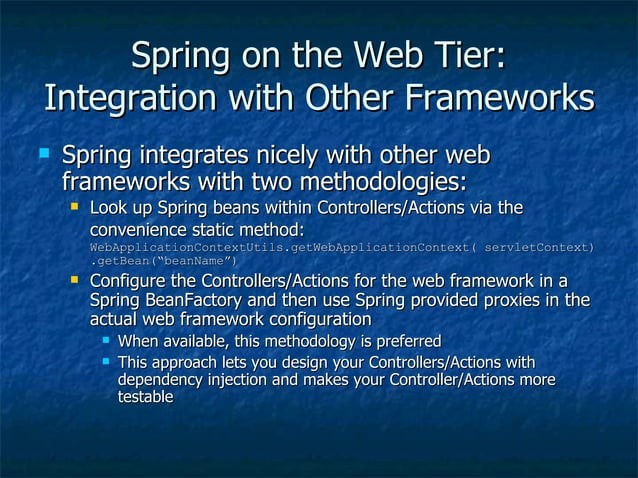 Spring on the Web Tier:
Integration with Other Frameworks
Spring integrates nicely with other web
frameworks with two methodologies:
Look up Spring beans within Controllers/Actions via the
convenience static method:
WebApplicationContextUtils.getWebApplicationContext( servletContext)
.getBean(“beanName”)
Configure the Controllers/Actions for the web framework in a
Spring BeanFactory and then use Spring provided proxies in the
actual web framework configuration
When available, this methodology is preferred
This approach lets you design your Controllers/Actions with
dependency injection and makes your Controller/Actions more
testable